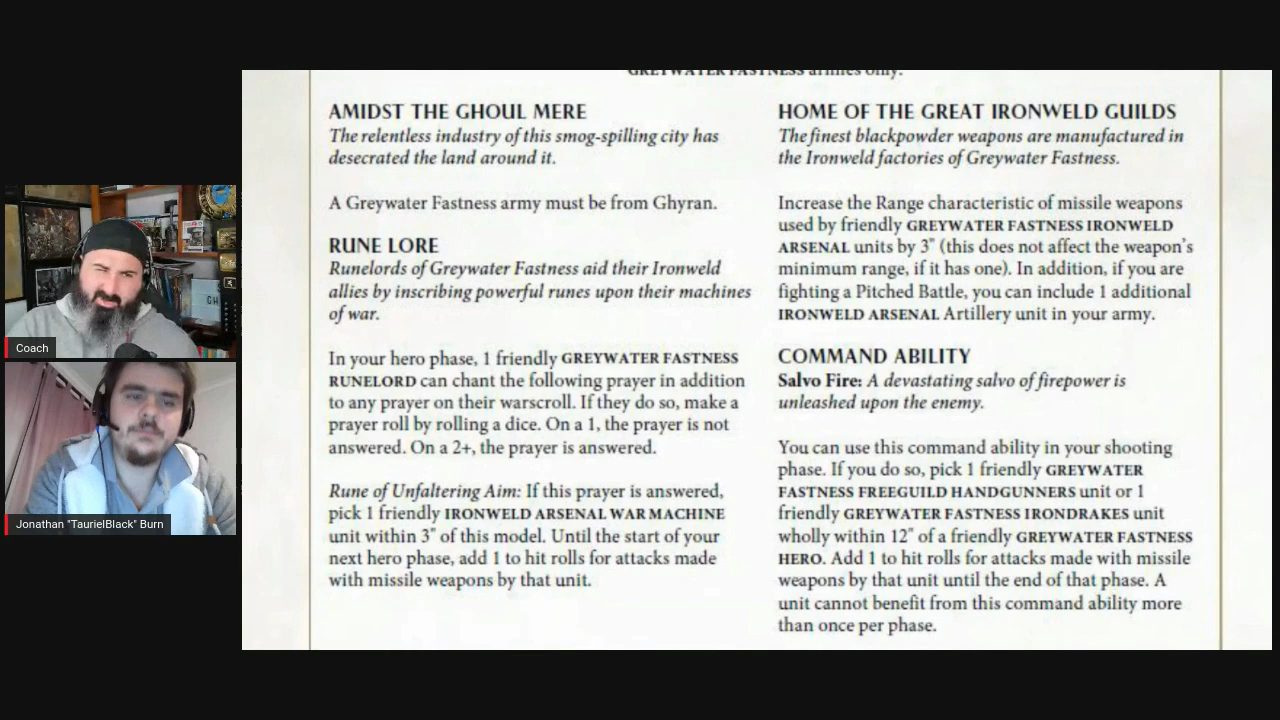 GREYWATER FASTNESS armies only.
AMIDST THE GHOUL MERE
The relentless industry of this smog-spilling city has
desecrated the land around it.
A Greywater Fastness army must be from Ghyran.
RUNE LORE
Runelords of Greywater Fastness aid their Ironweld
allies by inscribing powerful runes upon their machines
of war.
In your hero phase, 1 friendly GREYWATER FASTNESS
RUNELORD can chant the following prayer in addition
to any prayer on their warscroll. If they do so, make a
prayer roll by rolling a dice. On a 1, the prayer is not
answered. On a 2+, the prayer is answered.
Rune of Unfaltering Aim: If this prayer is answered,
pick 1 friendly IRONWELD ARSENAL WAR MACHINE
unit within 3" of this model. Until the start of your
next hero phase, add 1 to hit rolls for attacks made
with missile weapons by that unit.
HOME OF THE GREAT IRONWELD GUILDS
The finest blackpowder weapons are manufactured in
the Ironweld factories of Greywater Fastness.
Increase the Range characteristic of missile weapons
used by friendly GREYWATER FASTNESS IRONWELD
ARSENAL units by 3" (this does not affect the weapon's
minimum range, if it has one). In addition, if you are
fighting a Pitched Battle, you can include 1 additional
IRONWELD ARSENAL Artillery unit in your army.
COMMAND ABILITY
Salvo Fire: A devastating salvo of firepower is
unleashed upon the enemy.
You can use this command ability in your shooting
phase. If you do so, pick 1 friendly GREYWATER
FASTNESS FREEGUILD HANDGUNNERS unit or 1
friendly GREYWATER FASTNESS IRONDRAKES unit
wholly within 12" of a friendly GREYWATER FASTNESS
HERO. Add 1 to hit rolls for attacks made with missile
weapons by that unit until the end of that phase. A
unit cannot benefit from this command ability more
than once per phase.
Coach
Jonathan "TaurielBlack" Burn